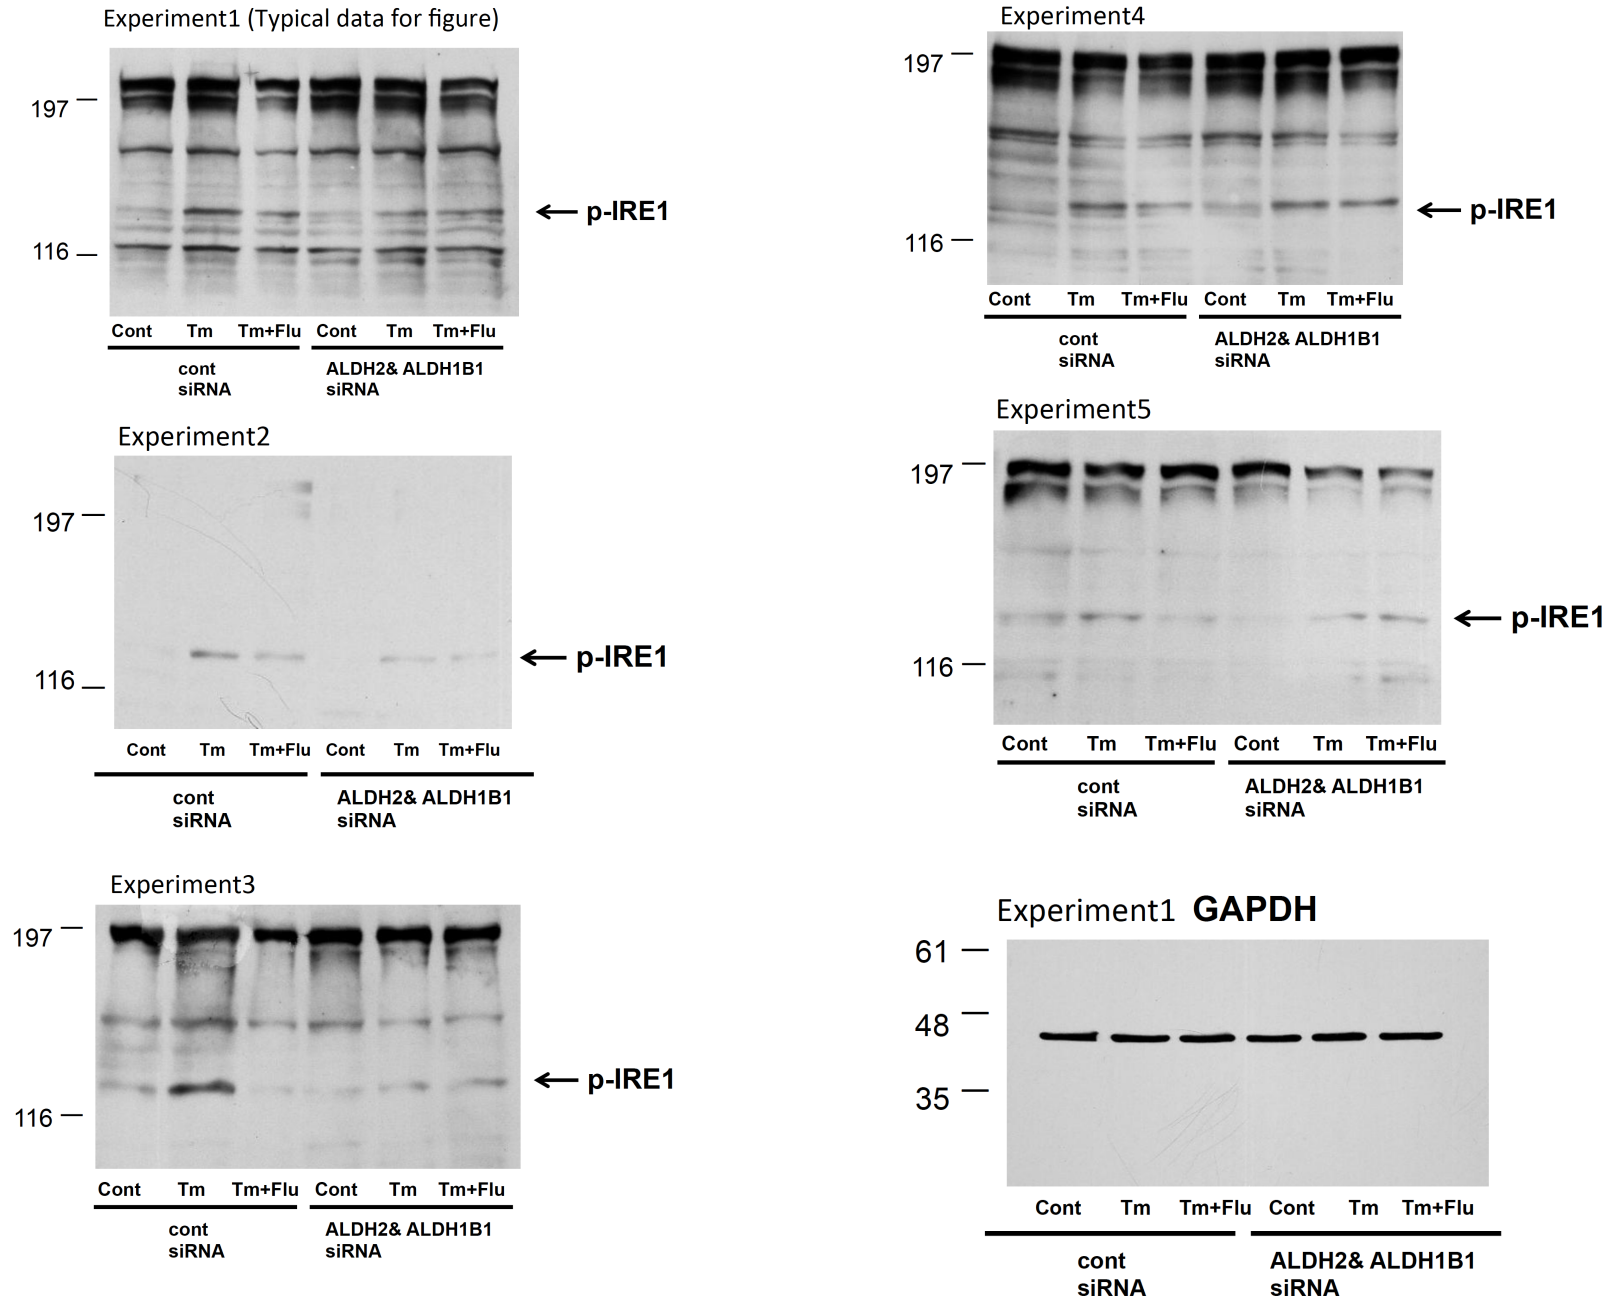 Experiment1 (Typical data for figure)
197
p-IRE1
116
Cont Tm Tm+Flu Cont Tm Tm+Flu
cont
siRNA
ALDH2& ALDH1B1
siRNA
Experiment2
197
p-IRE1
116
Cont Tm Tm+Flu Cont Tm Tm+Flu
cont
siRNA
ALDH2& ALDH1B1
siRNA
Experiment3
197
p-IRE1
116
Cont Tm Tm+Flu Cont Tm Tm+Flu
cont
siRNA
ALDH2& ALDH1B1
siRNA
Experiment4
197
p-IRE1
116
Cont Tm Tm+Flu Cont Tm Tm+Flu
cont
siRNA
ALDH2& ALDH1B1
siRNA
Experiment5
197
p-IRE1
116
Cont Tm Tm+Flu Cont Tm Tm+Flu
cont
siRNA
ALDH2& ALDH1B1
siRNA
Experiment1 GAPDH
61
48
35
Cont Tm Tm+Flu Cont Tm Tm+Flu
cont
siRNA
ALDH2& ALDH1B1
siRNA